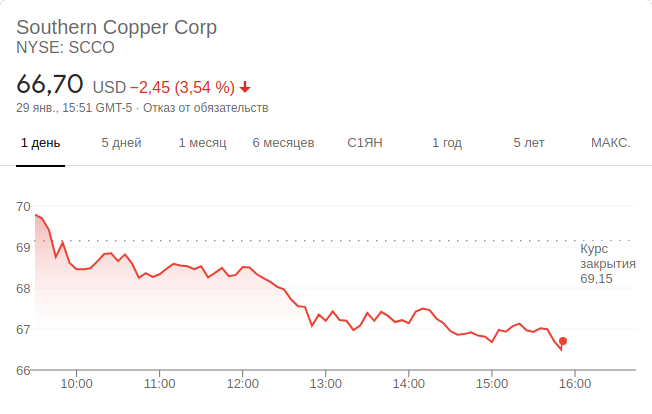 Southern Copper Corp
NYSE: SCCO
66,70 USD −2,45 (3,54 %)
29 янв., 15:51 GMT-5 · Отказ от обязательств
1 день 5 дней 1 месяц 6 месяцев С1ЯН 1 год 5 лет МАКС.
70
69
Курс
закрытия
69,15
68
67
66
10:00 11:00 12:00 13:00 14:00 15:00 16:00